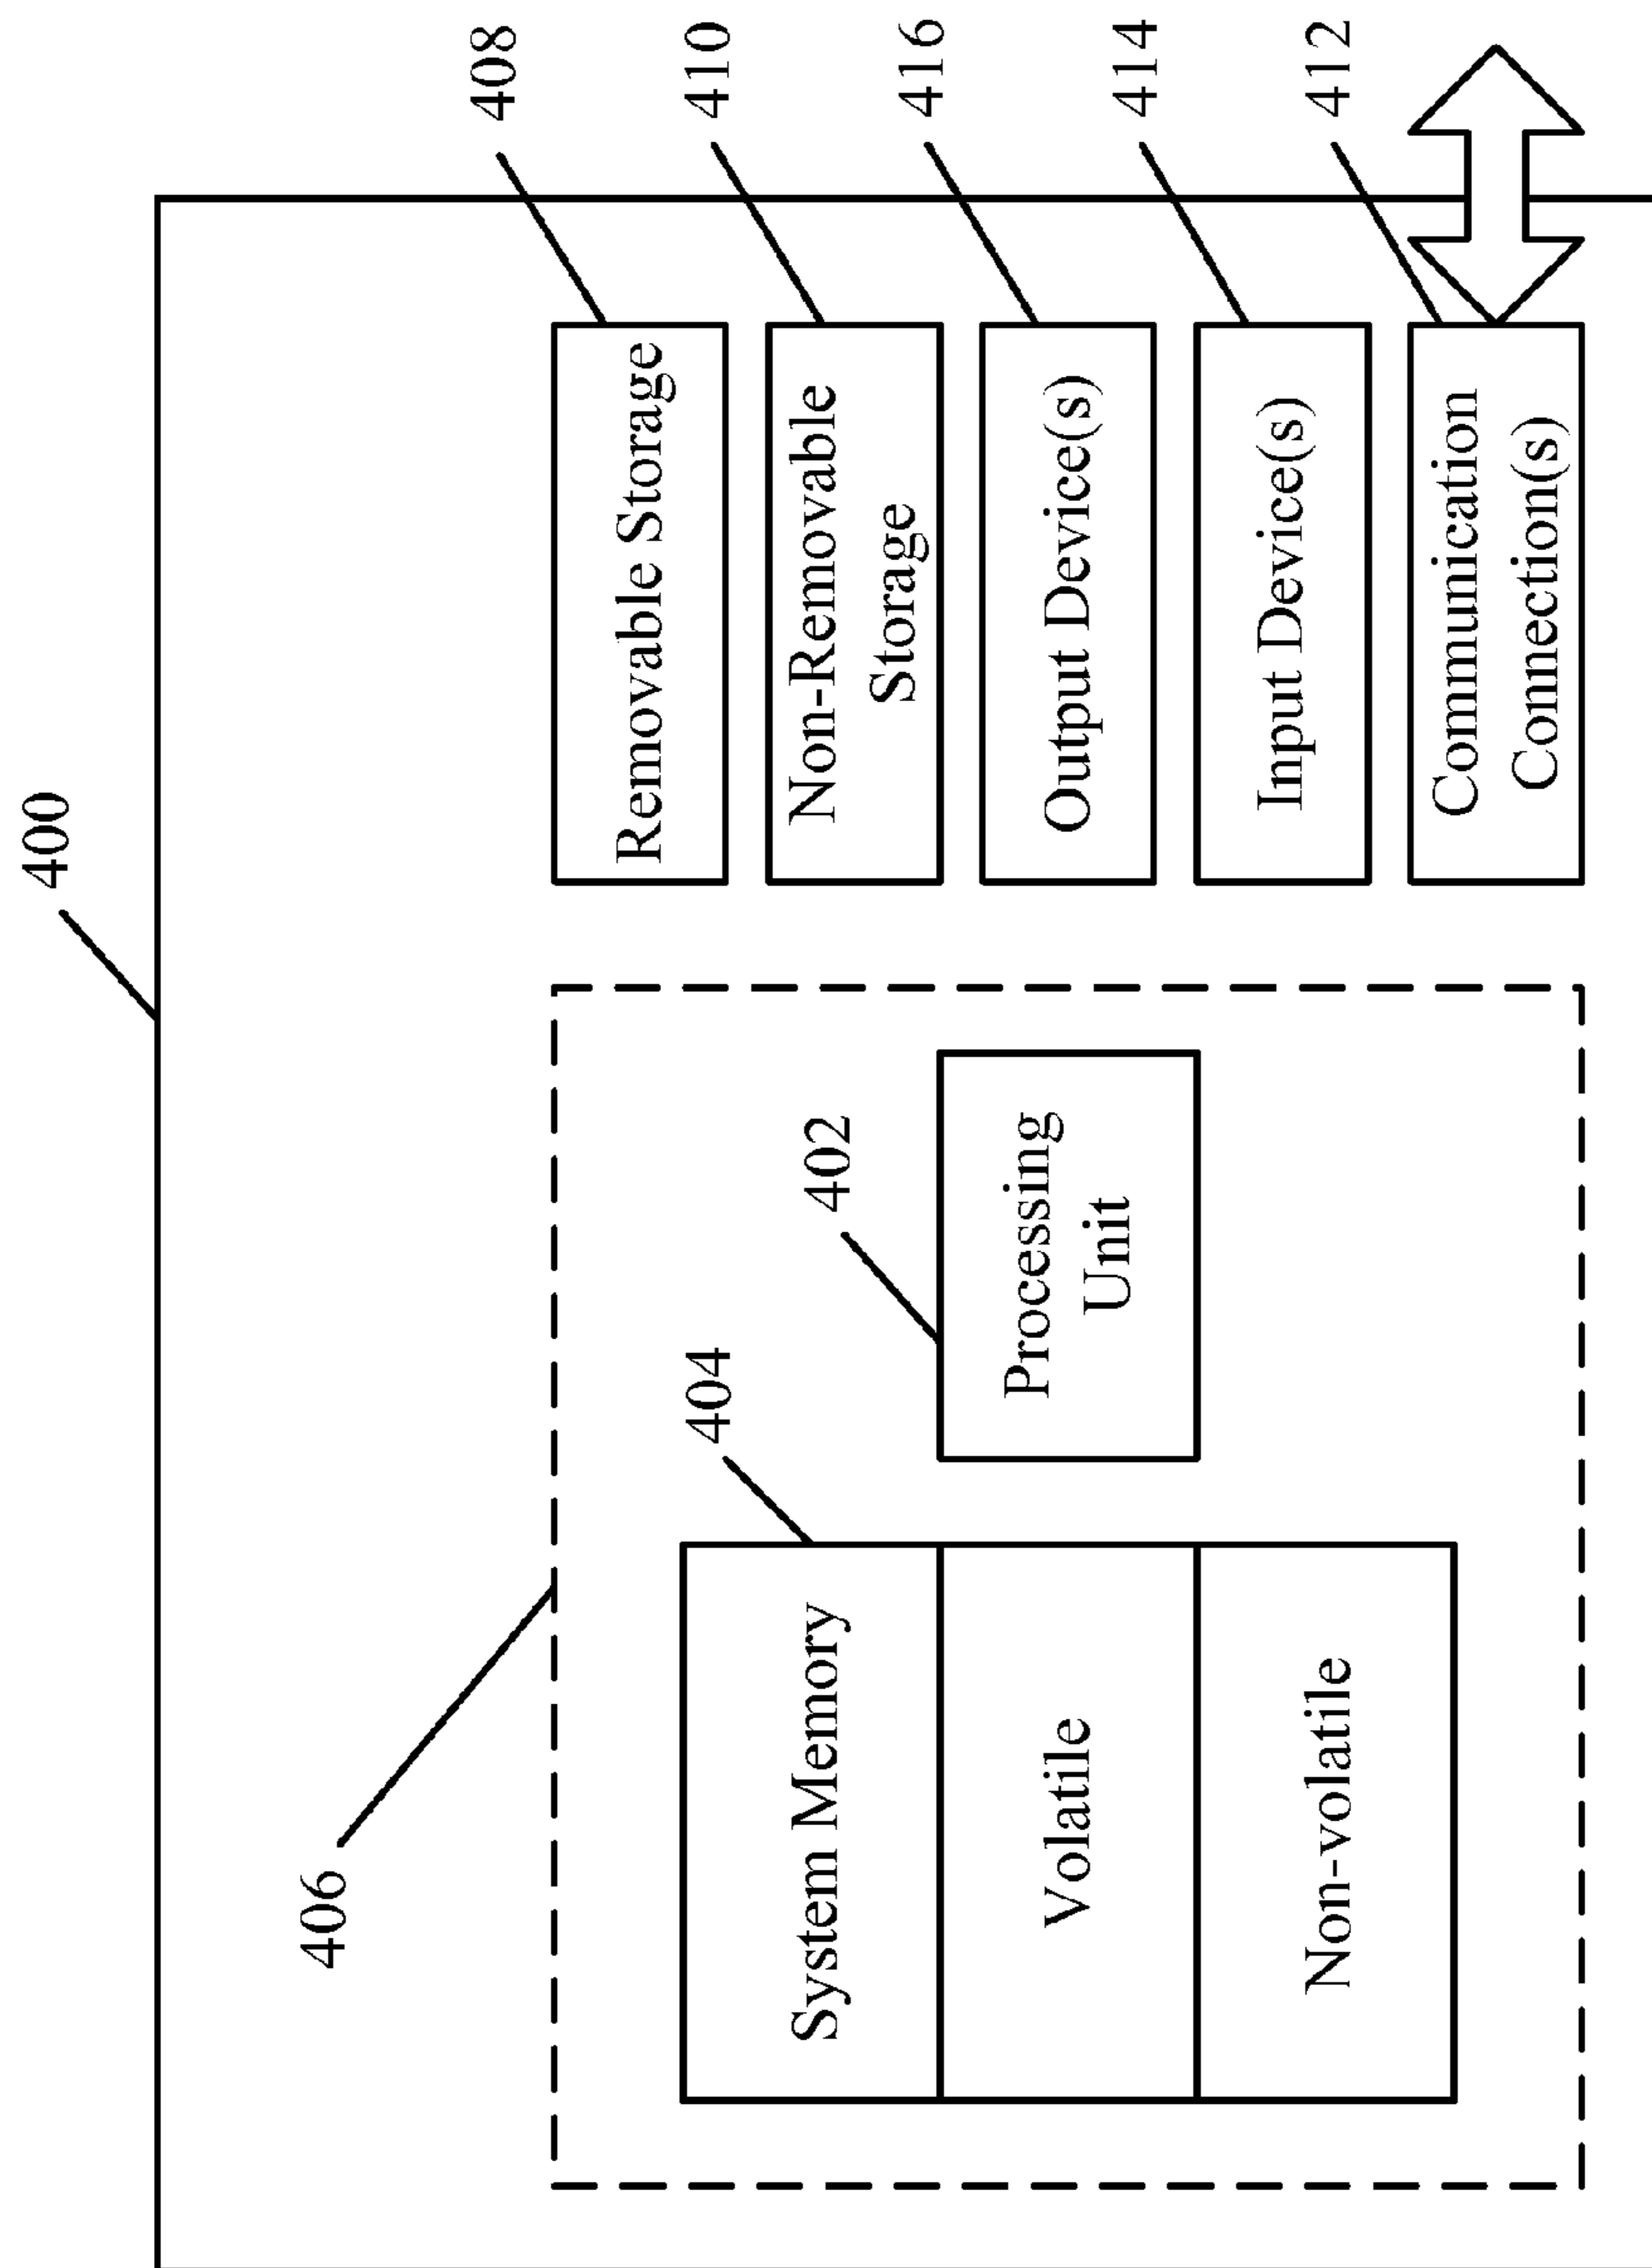 400
406
408
Removable Storage
404
System Memory
410
Non-Removable
Storage
402
Processing
Unit
416
Output Device(s)
Volatile
414
Input Device(s)
Non-volatile
412
Communication
Connection(s)